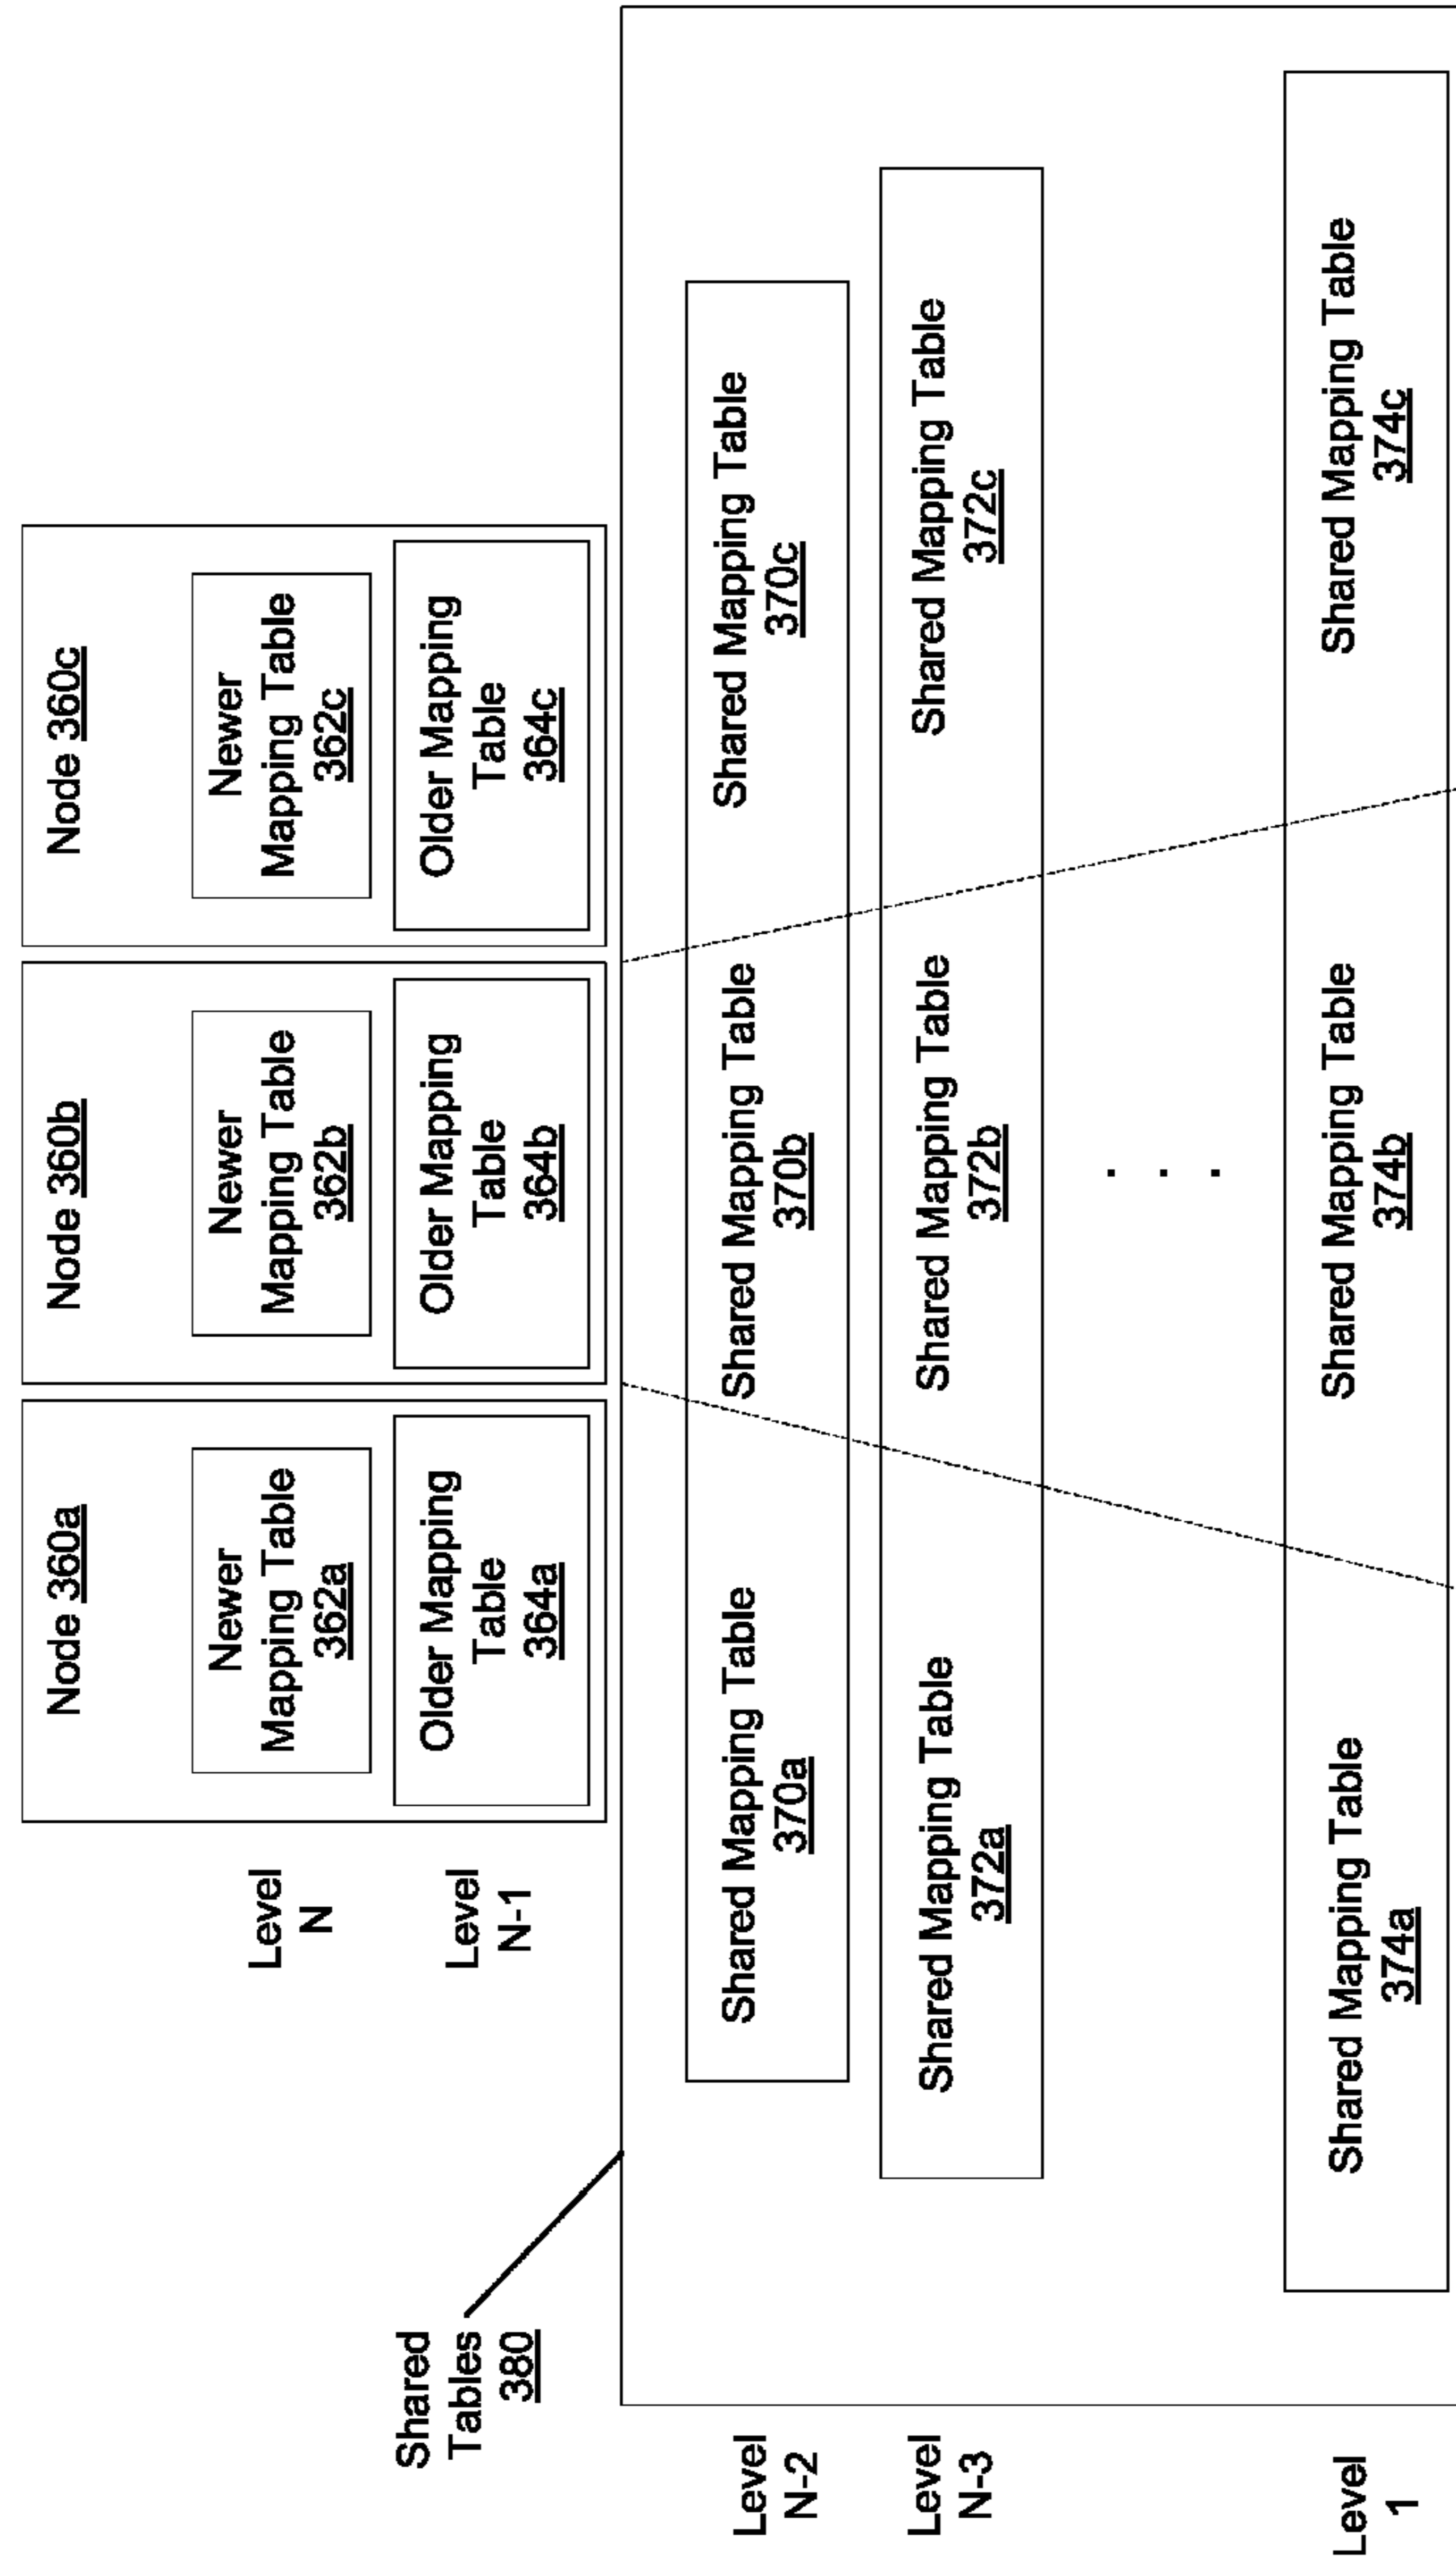 Node 360a
Node 360b
Node 360c
Level
N
Newer
Mapping Table
362a
Newer
Mapping Table
362b
Newer
Mapping Table
362c
Level
N-1
Older Mapping
Table
364a
Older Mapping
Table
364b
Older Mapping
Table
364c
Shared
Tables
380
Level
N-2
Shared Mapping Table
370a
Shared Mapping Table
370b
Shared Mapping Table
370c
Level
N-3
Shared Mapping Table
372a
Shared Mapping Table
372b
Shared Mapping Table
372c
. . .
Level
1
Shared Mapping Table
374a
Shared Mapping Table
374b
Shared Mapping Table
374c